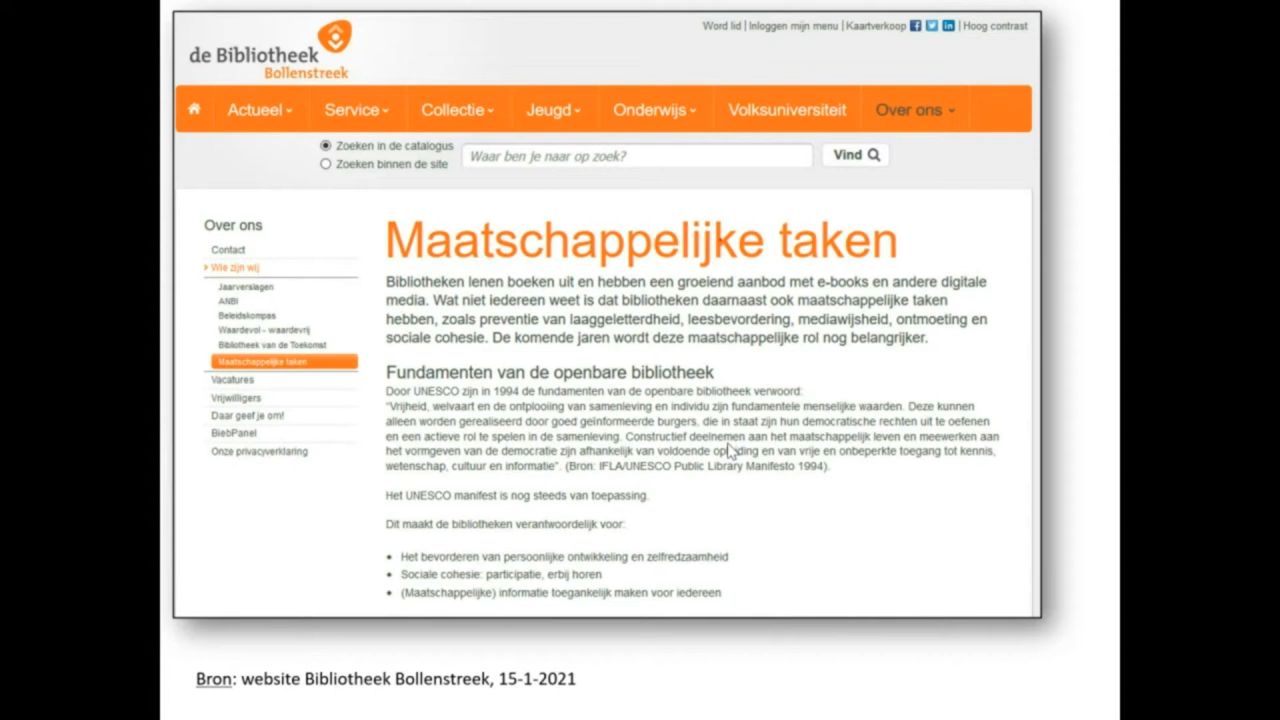 de Bibliotheek
Bollenstreek
Word lid | Inloggen mijn menu | Kaartverkoop | Hoog contrast
Actueel Service Collectie Jeugd Onderwijs Volksuniversiteit Over ons
Zoeken in de catalogus
Zoeken binnen de site
Waar ben je naar op zoek?
Vind
Over ons
Contact
Wie zijn wij
Jaarverslagen
ANBI
Beleidskompas
Waardevol - waardevrij
Bibliotheek van de Toekomst
Maatschappelijke taken
Vacatures
Vrijwilligers
Daar geef je om!
BiebPanel
Onze privacyverklaring
Maatschappelijke taken
Bibliotheken lenen boeken uit en hebben een groeiend aanbod met e-books en andere digitale
media. Wat niet iedereen weet is dat bibliotheken daarnaast ook maatschappelijke taken
hebben, zoals preventie van laaggeletterdheid, leesbevordering, mediawijsheid, ontmoeting en
sociale cohesie. De komende jaren wordt deze maatschappelijke rol nog belangrijker.
Fundamenten van de openbare bibliotheek
Door UNESCO zijn in 1994 de fundamenten van de openbare bibliotheek verwoord:
"Vrijheid, welvaart en de ontplooiing van samenleving en individu zijn fundamentele menselijke waarden. Deze kunnen
alleen worden gerealiseerd door goed geïnformeerde burgers, die in staat zijn hun democratische rechten uit te oefenen
en een actieve rol te spelen in de samenleving. Constructief deelnemen aan het maatschappelijk leven en meewerken aan
het vormgeven van de democratie zijn afhankelijk van voldoende opleiding en van vrije en onbeperkte toegang tot kennis,
wetenschap, cultuur en informatie". (Bron: IFLA/UNESCO Public Library Manifesto 1994).
Het UNESCO manifest is nog steeds van toepassing.
Dit maakt de bibliotheken verantwoordelijk voor:
• Het bevorderen van persoonlijke ontwikkeling en zelfredzaamheid
• Sociale cohesie: participatie, erbij horen
• (Maatschappelijke) informatie toegankelijk maken voor iedereen
Bron: website Bibliotheek Bollenstreek, 15-1-2021